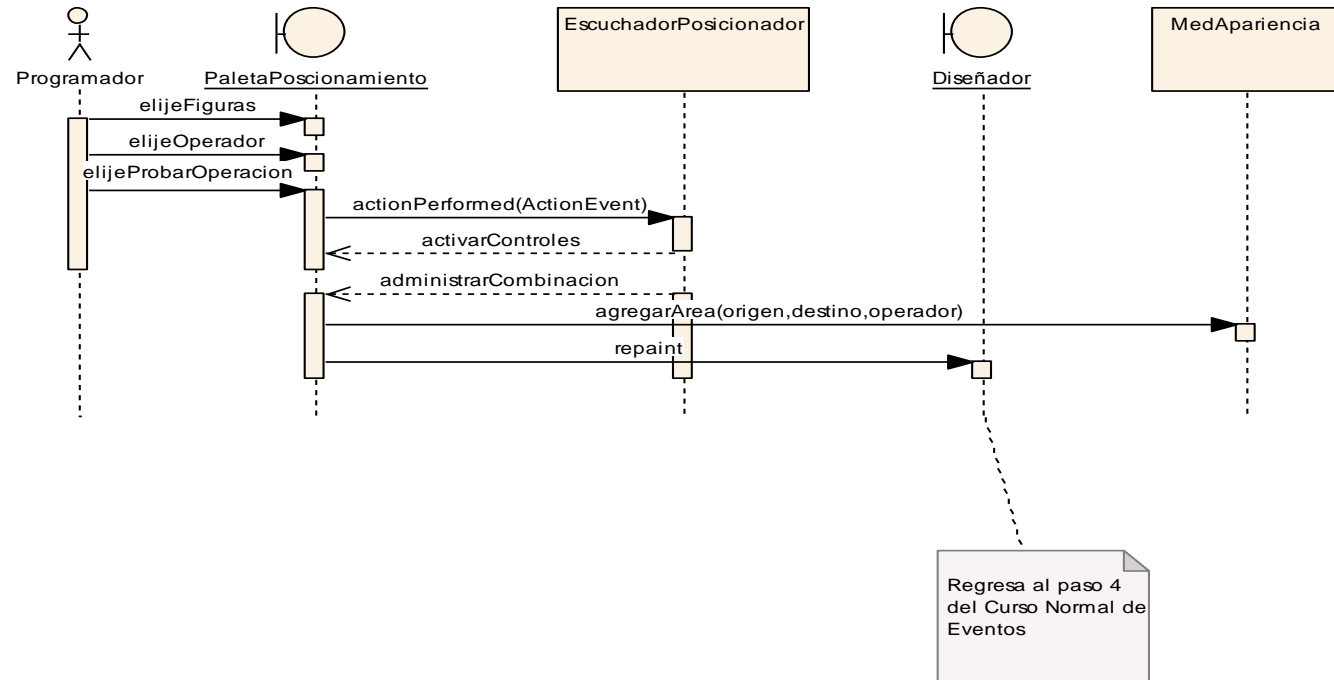 EscuchadorPosicionador
MedApariencia
Programador
PaletaPoscionamiento
Diseñador
elijeFiguras
elijeOperador
elijeProbarOperacion
actionPerformed(ActionEvent)
activarControles
administrarCombinacion
agregarArea(origen,destino,operador)
repaint
Regresa al paso 4
del Curso Normal de
Eventos